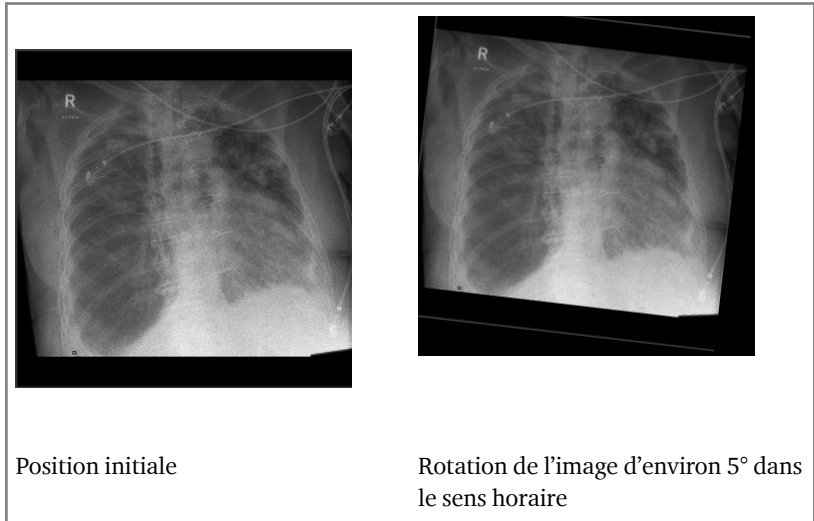 R
R
Position initiale
Rotation de l’image d’environ 5° dans
le sens horaire